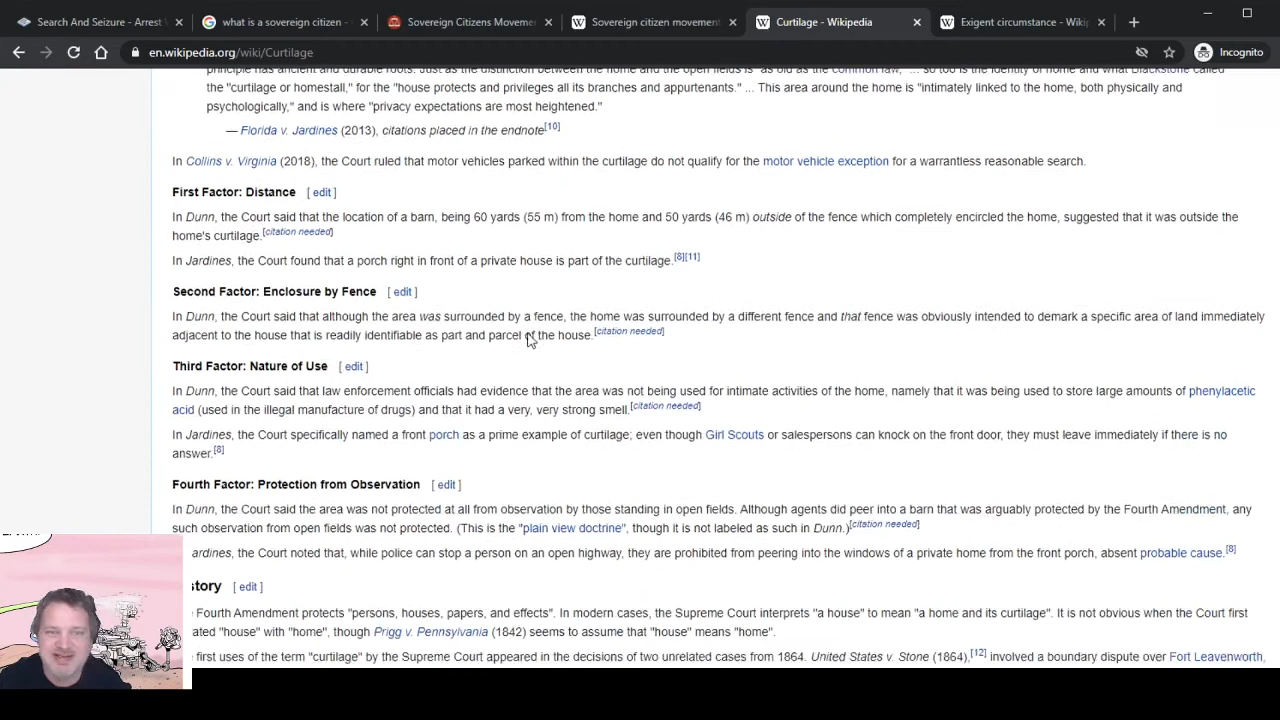 Search And Seizure - Arrest
what is a sovereign citizen -
Sovereign Citizens Moveme
Sovereign citizen movement
Curtilage - Wikipedia
Exigent circumstance - Wikip
en.wikipedia.org/wiki/Curtilage
Incognito
principle has ancient and durable roots. Just as the distinction between the home and the open fields is "as old as the common law," ... so too is the identity of home and what Blackstone called
the "curtilage or homestall," for the "house protects and privileges all its branches and appurtenants." ... This area around the home is "intimately linked to the home, both physically and
psychologically," and is where "privacy expectations are most heightened."
— Florida v. Jardines (2013), citations placed in the endnote[10]
In Collins v. Virginia (2018), the Court ruled that motor vehicles parked within the curtilage do not qualify for the motor vehicle exception for a warrantless reasonable search.
First Factor: Distance [ edit ]
In Dunn, the Court said that the location of a barn, being 60 yards (55 m) from the home and 50 yards (46 m) outside of the fence which completely encircled the home, suggested that it was outside the
home's curtilage.[citation needed]
In Jardines, the Court found that a porch right in front of a private house is part of the curtilage.[8][11]
Second Factor: Enclosure by Fence [ edit ]
In Dunn, the Court said that although the area was surrounded by a fence, the home was surrounded by a different fence and that fence was obviously intended to demark a specific area of land immediately
adjacent to the house that is readily identifiable as part and parcel of the house.[citation needed]
Third Factor: Nature of Use [ edit ]
In Dunn, the Court said that law enforcement officials had evidence that the area was not being used for intimate activities of the home, namely that it was being used to store large amounts of phenylacetic
acid (used in the illegal manufacture of drugs) and that it had a very, very strong smell.[citation needed]
In Jardines, the Court specifically named a front porch as a prime example of curtilage; even though Girl Scouts or salespersons can knock on the front door, they must leave immediately if there is no
answer.[8]
Fourth Factor: Protection from Observation [ edit ]
In Dunn, the Court said the area was not protected at all from observation by those standing in open fields. Although agents did peer into a barn that was arguably protected by the Fourth Amendment, any
such observation from open fields was not protected. (This is the "plain view doctrine", though it is not labeled as such in Dunn.)[citation needed]
ardines, the Court noted that, while police can stop a person on an open highway, they are prohibited from peering into the windows of a private home from the front porch, absent probable cause.[8]
story [ edit ]
Fourth Amendment protects "persons, houses, papers, and effects". In modern cases, the Supreme Court interprets "a house" to mean "a home and its curtilage". It is not obvious when the Court first
ated "house" with "home", though Prigg v. Pennsylvania (1842) seems to assume that "house" means "home".
first uses of the term "curtilage" by the Supreme Court appeared in the decisions of two unrelated cases from 1864. United States v. Stone (1864),[12] involved a boundary dispute over Fort Leavenworth,